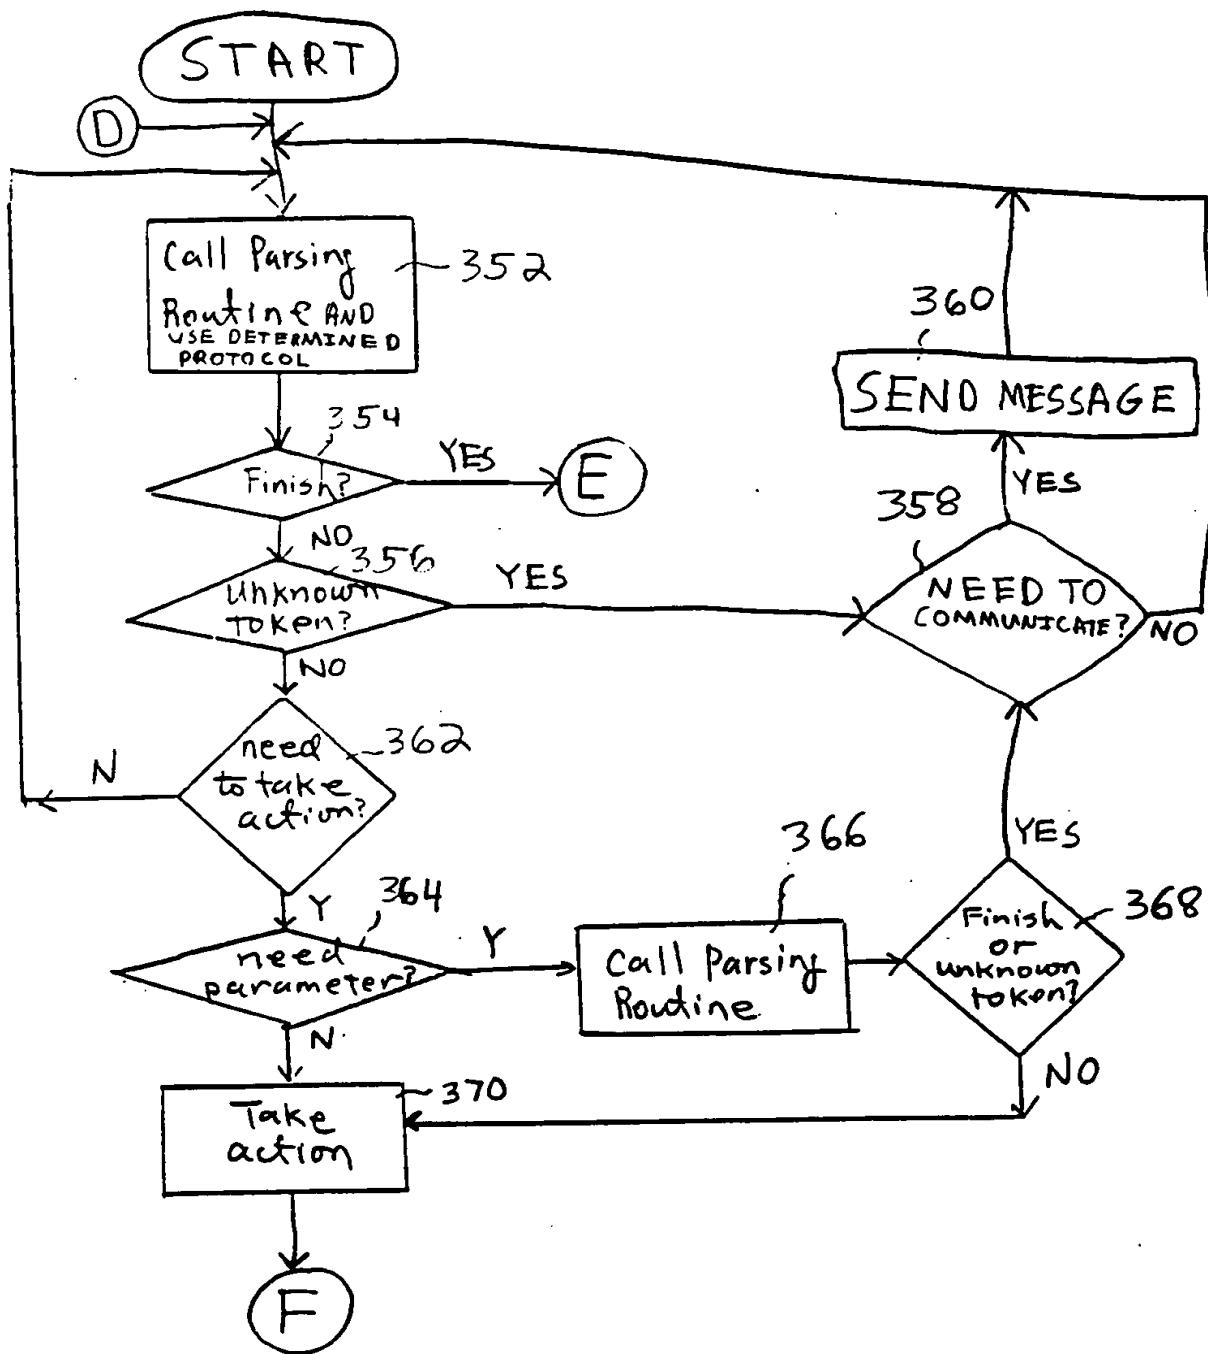 START
D
Call Parsing
Routine AND
USE DETERMINED
PROTOCOL
352
360
SEND MESSAGE
354
Finish?
YES
E
YES
358
NO
356
Unknown
token?
YES
NEED TO
COMMUNICATE?
NO
NO
need
to take
action?
362
N
366
YES
Y
364
need
parameter?
Y
Call Parsing
Routine
Finish
or
unknown
token?
368
N
NO
370
Take
action
F